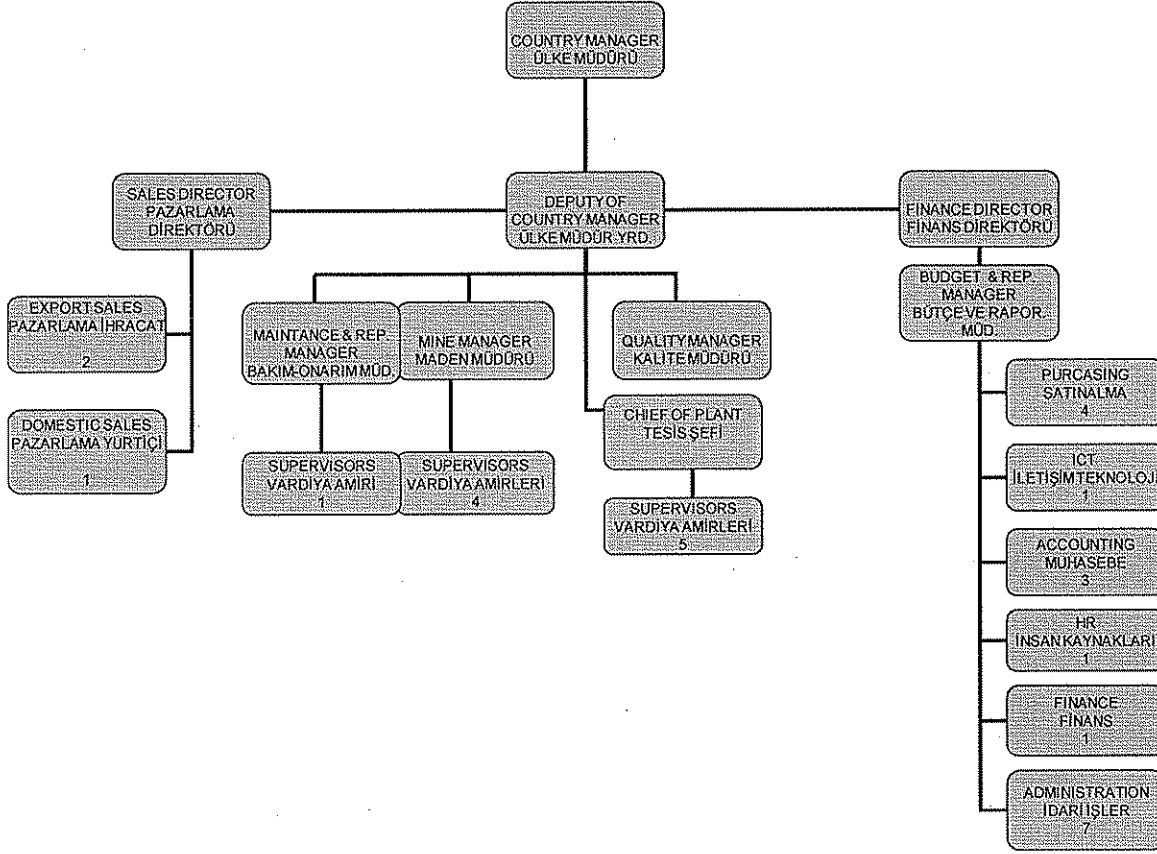 COUNTRY MANAGER
ÜLKE MÜDÜRÜ
SALES DIRECTOR
PAZARLAMA
DİREKTÖRÜ
DEPUTY OF
COUNTRY MANAGER
ÜLKE MÜDÜR YRD.
FINANCE DIRECTOR
FİNANS DİREKTÖRÜ
EXPORT SALES
PAZARLAMA İHRACAT
2
DOMESTIC SALES
PAZARLAMA YURTİÇİ
1
MAINTANCE & REP.
MANAGER
BAKIM-ONARIM MÜD.
MINE MANAGER
MADEN MÜDÜRÜ
QUALITY MANAGER
KALİTE MÜDÜRÜ
BUDGET & REP.
MANAGER
BÜTÇE VE RAPOR.
MÜD.
CHIEF OF PLANT
TESİS ŞEFİ
SUPERVISORS
VARDİYA AMİRİ
1
SUPERVISORS
VARDİYA AMİRLERİ
4
SUPERVISORS
VARDİYA AMİRLERİ
5
PURCASING
SATINALMA
4
ICT
İLETİŞİM TEKNOLOJİ
1
ACCOUNTING
MUHASEBE
3
HR
İNSAN KAYNAKLARI
1
FINANCE
FİNANS
1
ADMINISTRATION
İDARİ İŞLER
7